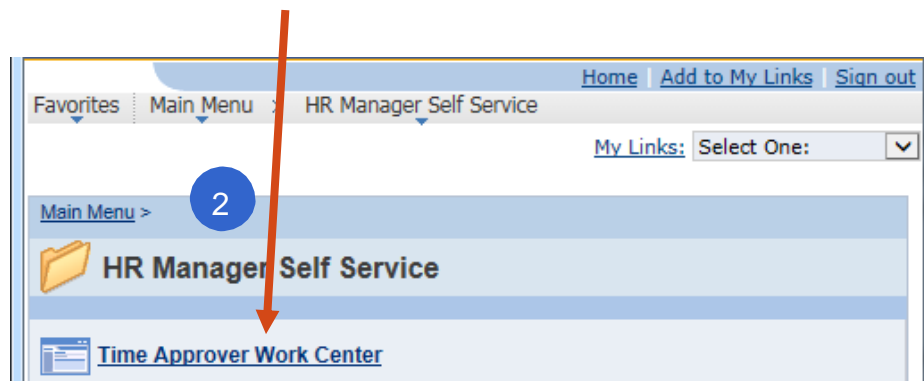 Home | Add to My Links | Sign out
Favorites Main Menu > HR Manager Self Service
My Links: Select One:
Main Menu >
2
HR Manager Self Service
Time Approver Work Center